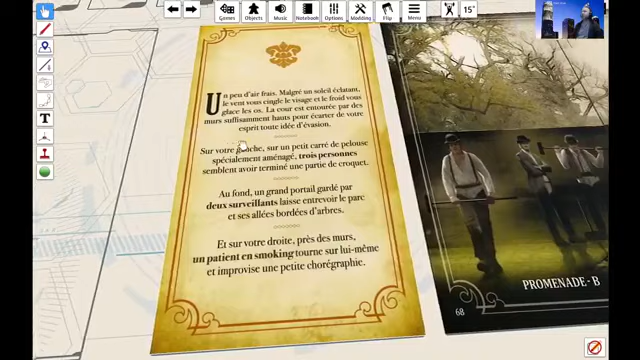 Games
Objects
Music
Notebook
Options
Modding
Flip
Menu
15°
Un peu d'air frais. Malgré un soleil éclatant,
le vent vous cingle le visage et le froid vous
glace les os. La cour est entourée par des
murs suffisamment hauts pour écarter de votre
esprit toute idée d'évasion.
Sur votre gauche, sur un petit carré de pelouse
spécialement aménagé, trois personnes
semblent avoir terminé une partie de croquet.
Au fond, un grand portail gardé par
deux surveillants laisse entrevoir le parc
et ses allées bordées d'arbres.
Et sur votre droite, près des murs,
un patient en smoking tourne sur lui-même
et improvise une petite chorégraphie.
PROMENADE - B
68
T